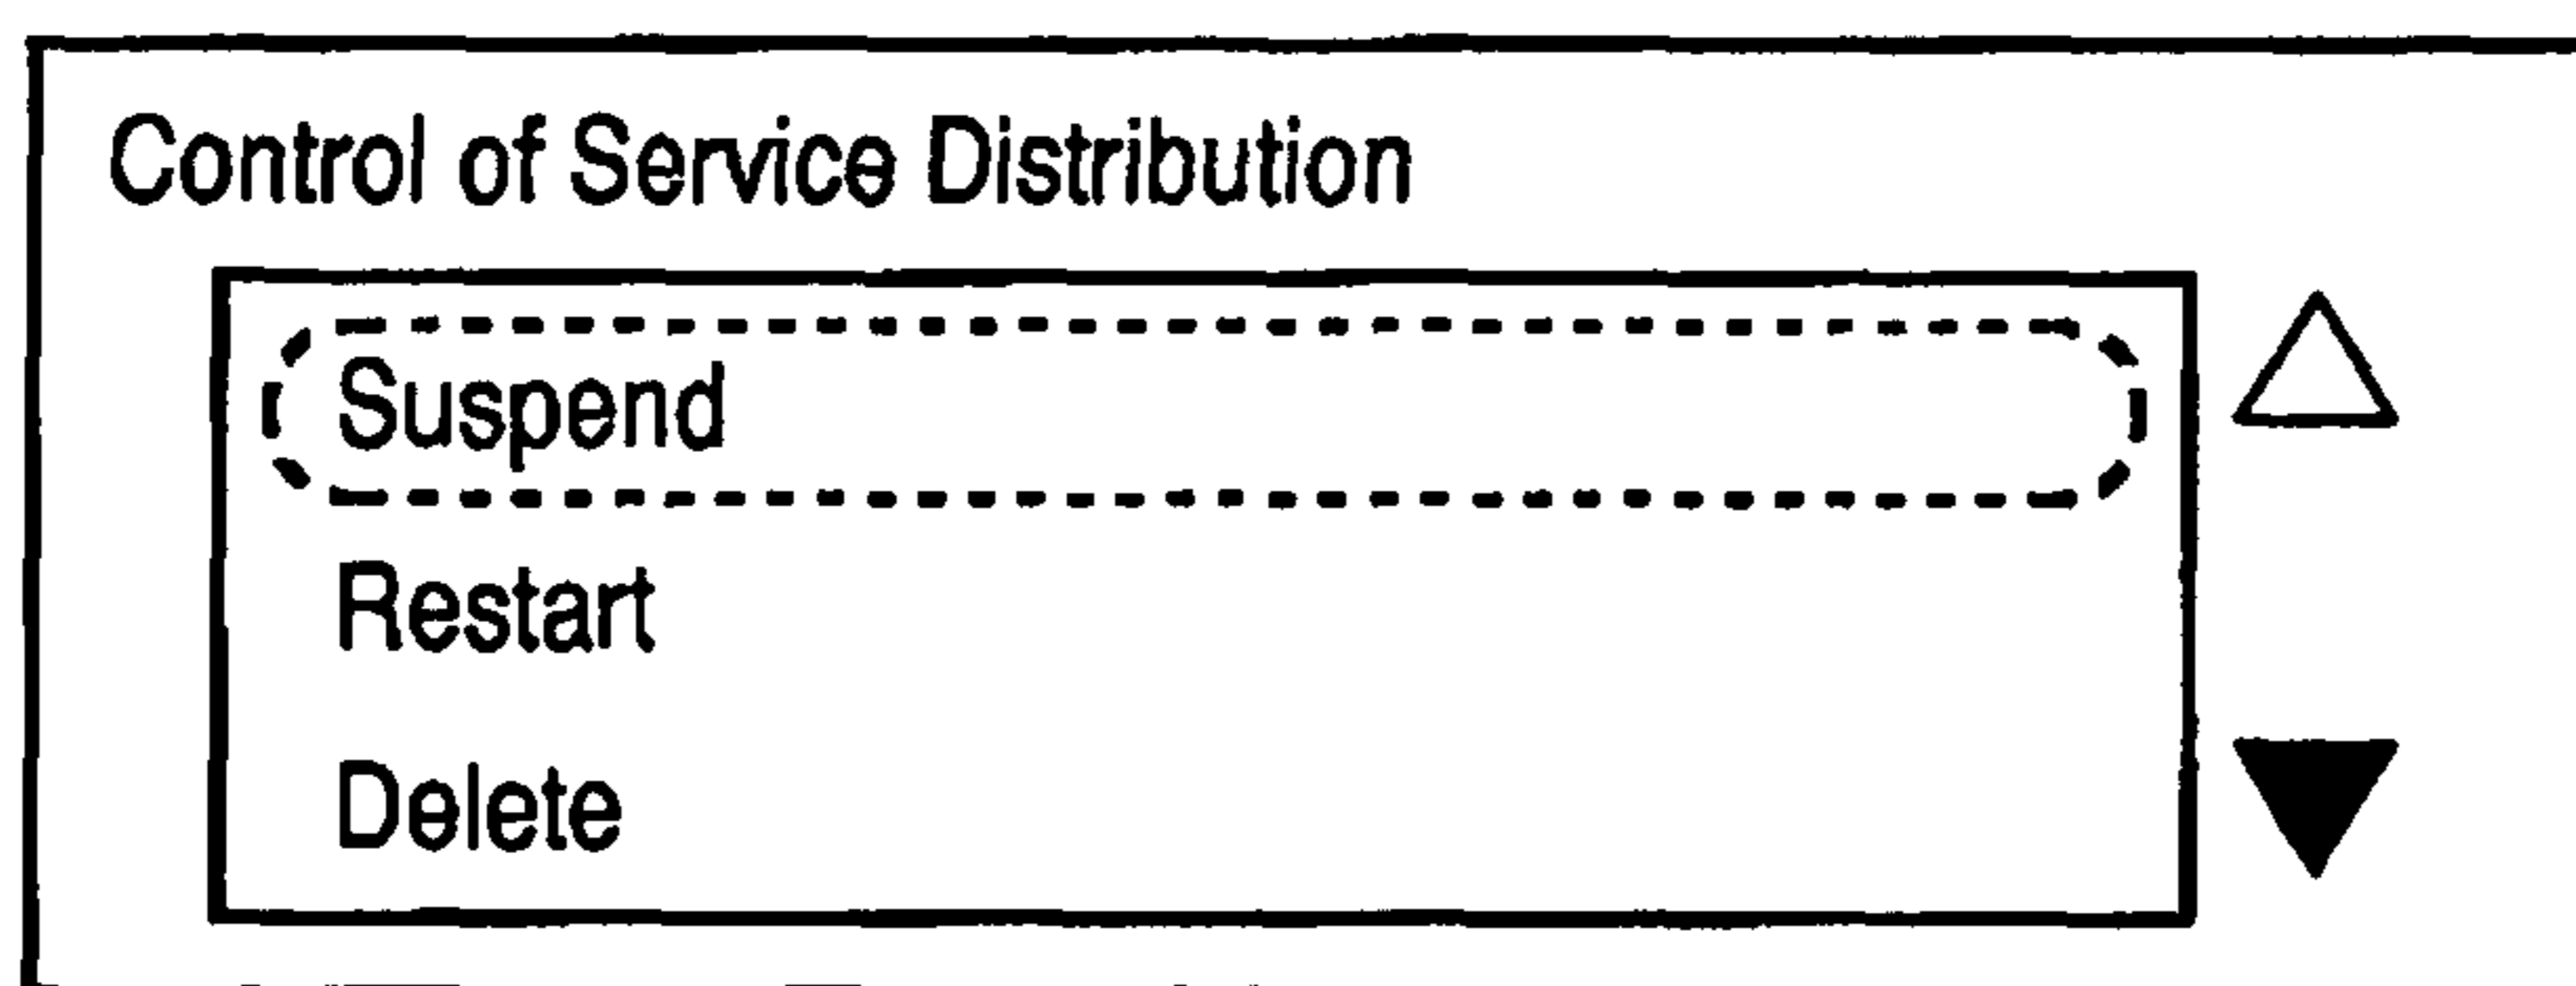 Control of Service Distribution
Suspend
Restart
Delete